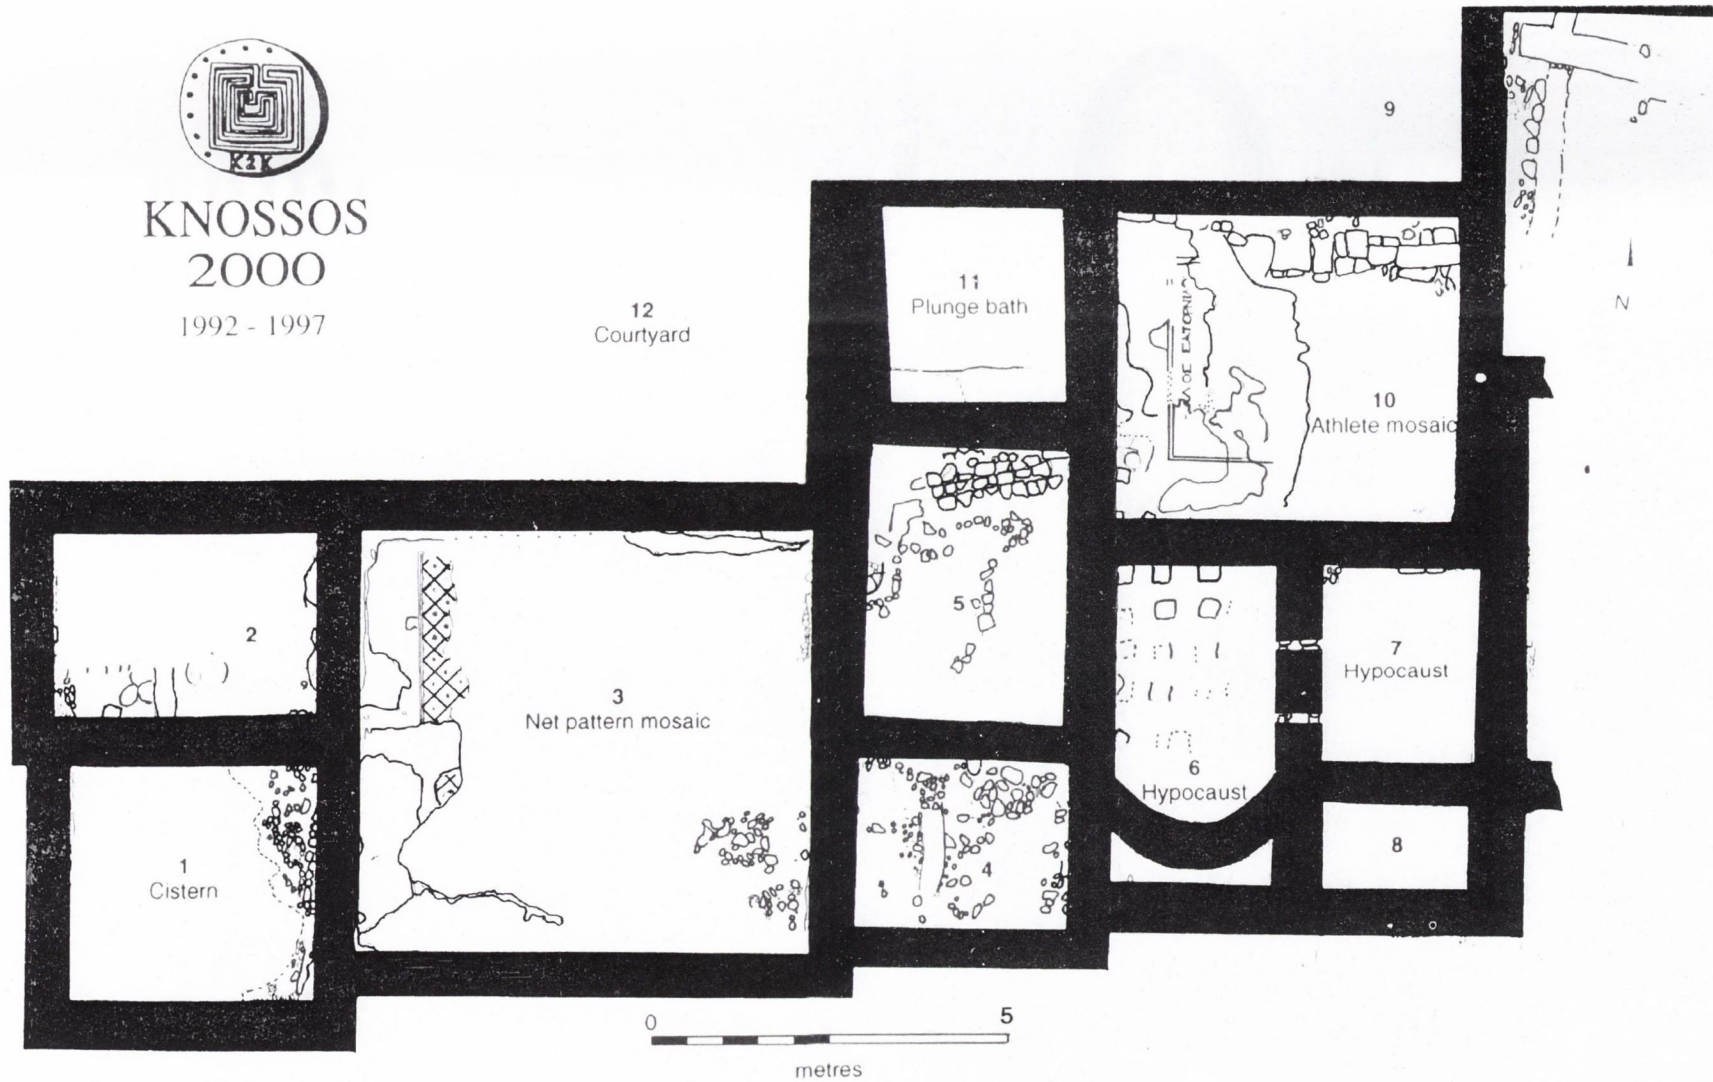 K K
KNOSSOS
2000
1992 - 1997
9
12
Courtyard
11
Plunge bath
N
10
Athlete mosaic
2
3
Net pattern mosaic
5
7
Hypocaust
6
Hypocaust
1
Cistern
4
8
0 5
metres